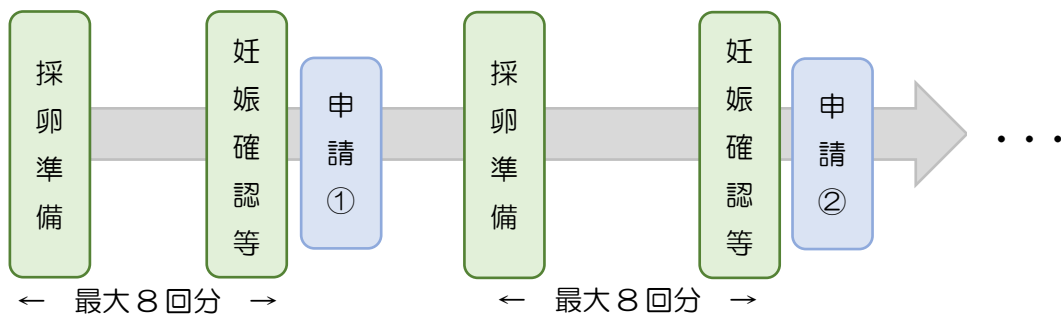 採卵準備
妊娠確認等
申請①
採卵準備
妊娠確認等
申請②
・・・
← 最大8回分 →
← 最大8回分 →